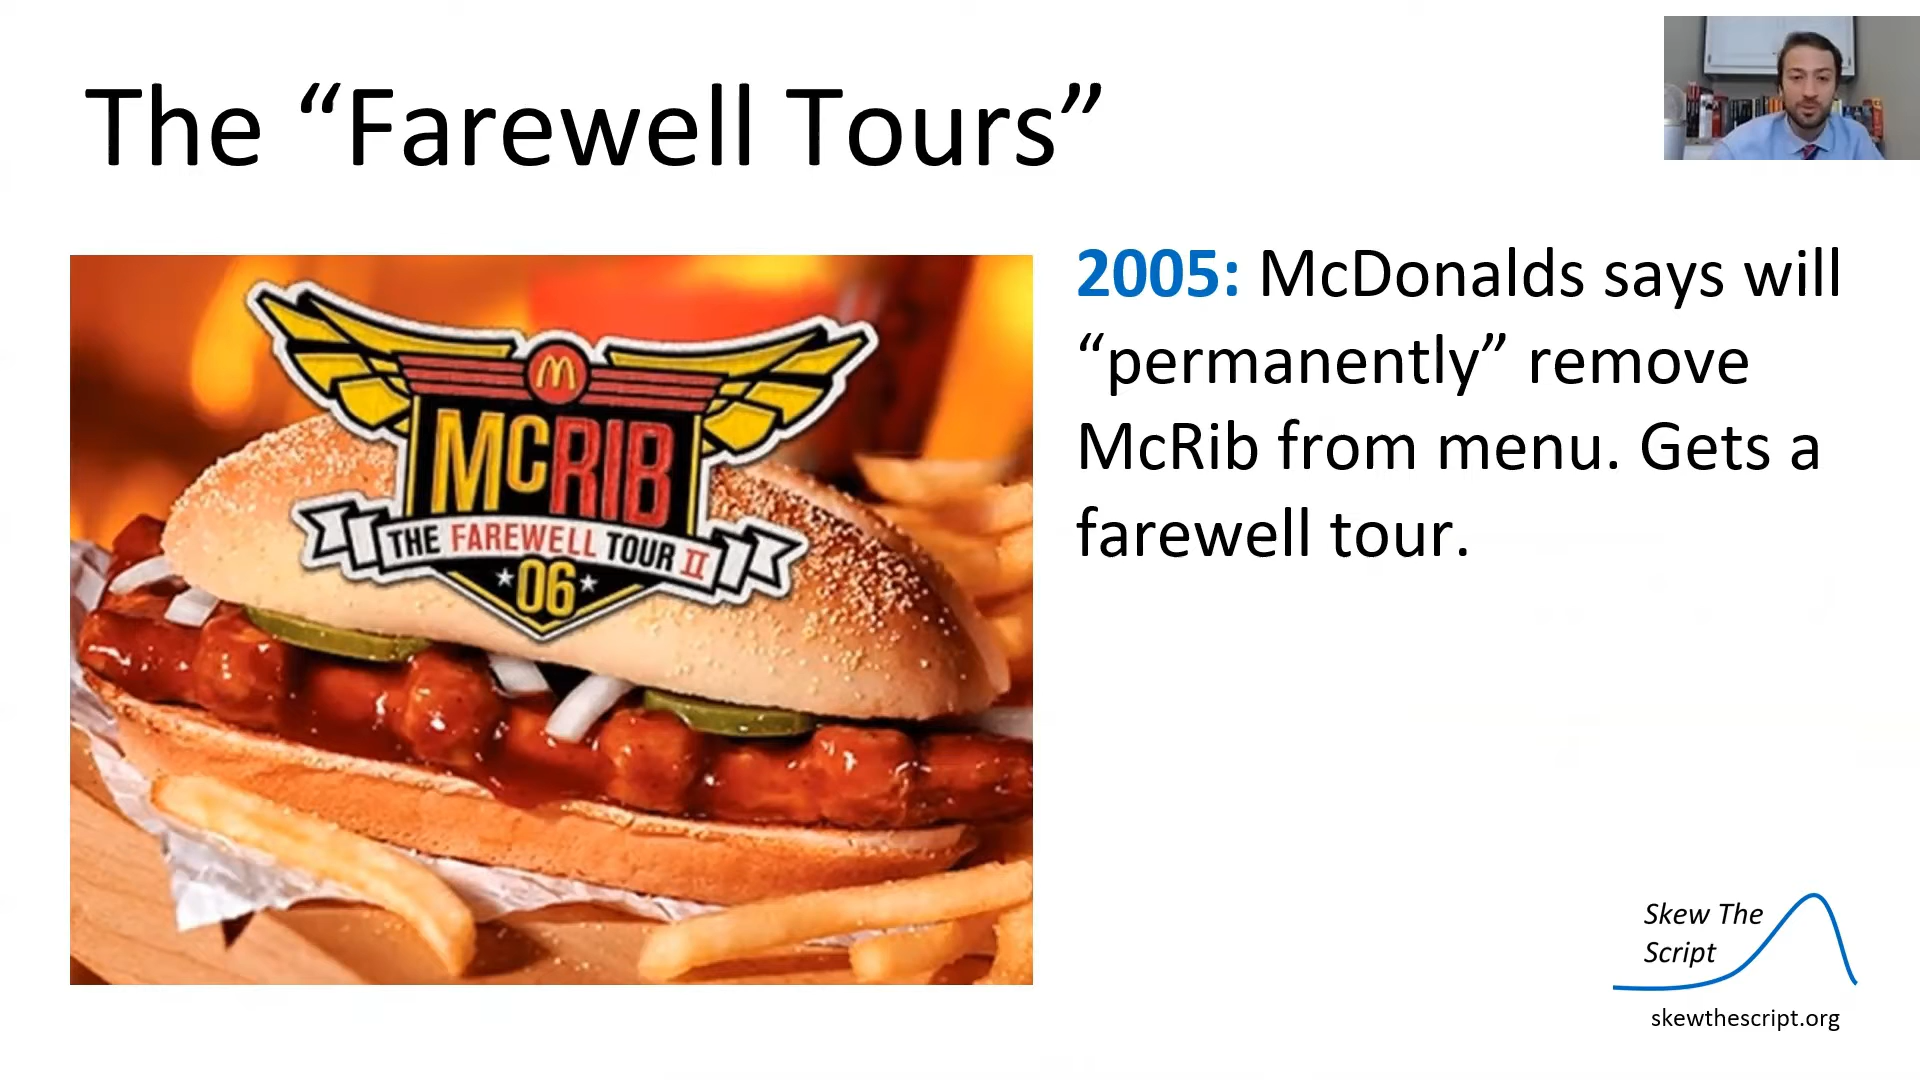 The “Farewell Tours”
MCRIB
THE FAREWELL TOUR II
06
2005: McDonalds says will
“permanently” remove
McRib from menu. Gets a
farewell tour.
Skew The
Script
skewthescript.org